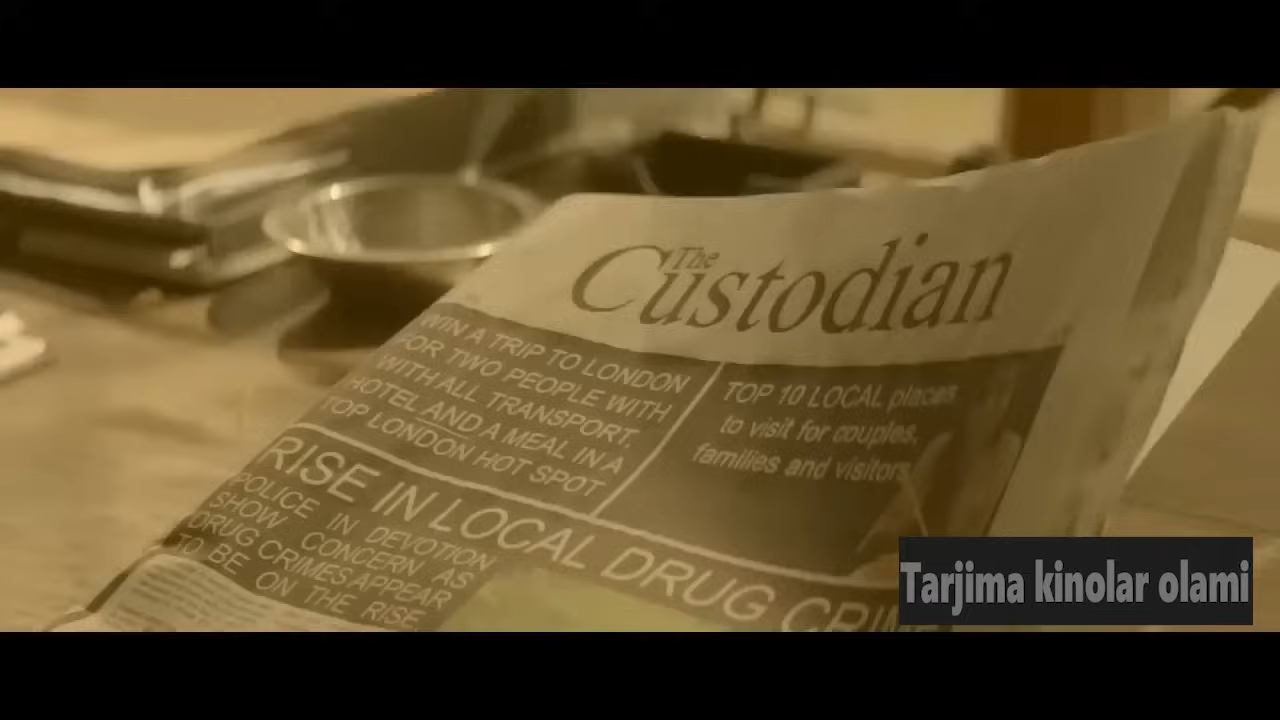 The
Custodian
WIN A TRIP TO LONDON
FOR TWO PEOPLE WITH
WITH ALL TRANSPORT,
HOTEL AND A MEAL IN A
TOP LONDON HOT SPOT
TOP 10 LOCAL places
to visit for couples,
families and visitors
RISE IN LOCAL DRUG CRIME
POLICE IN DEVOTION
SHOW CONCERN AS
DRUG CRIMES APPEAR
TO BE ON THE RISE.
Tarjima kinolar olami